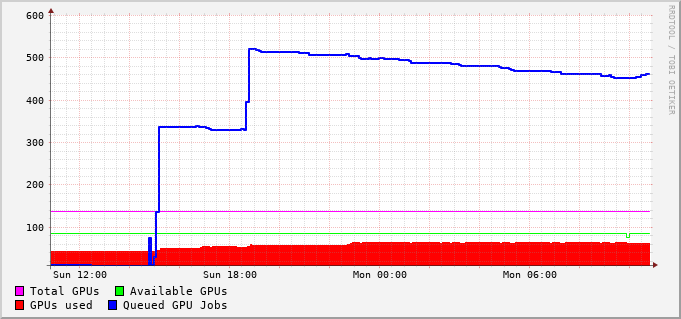 600
500
400
300
200
100
Sun 12:00 Sun 18:00 Mon 00:00 Mon 06:00
Total GPUs Available GPUs
GPUs used Queued GPU Jobs
RRDTOOL / TOBI OETIKER